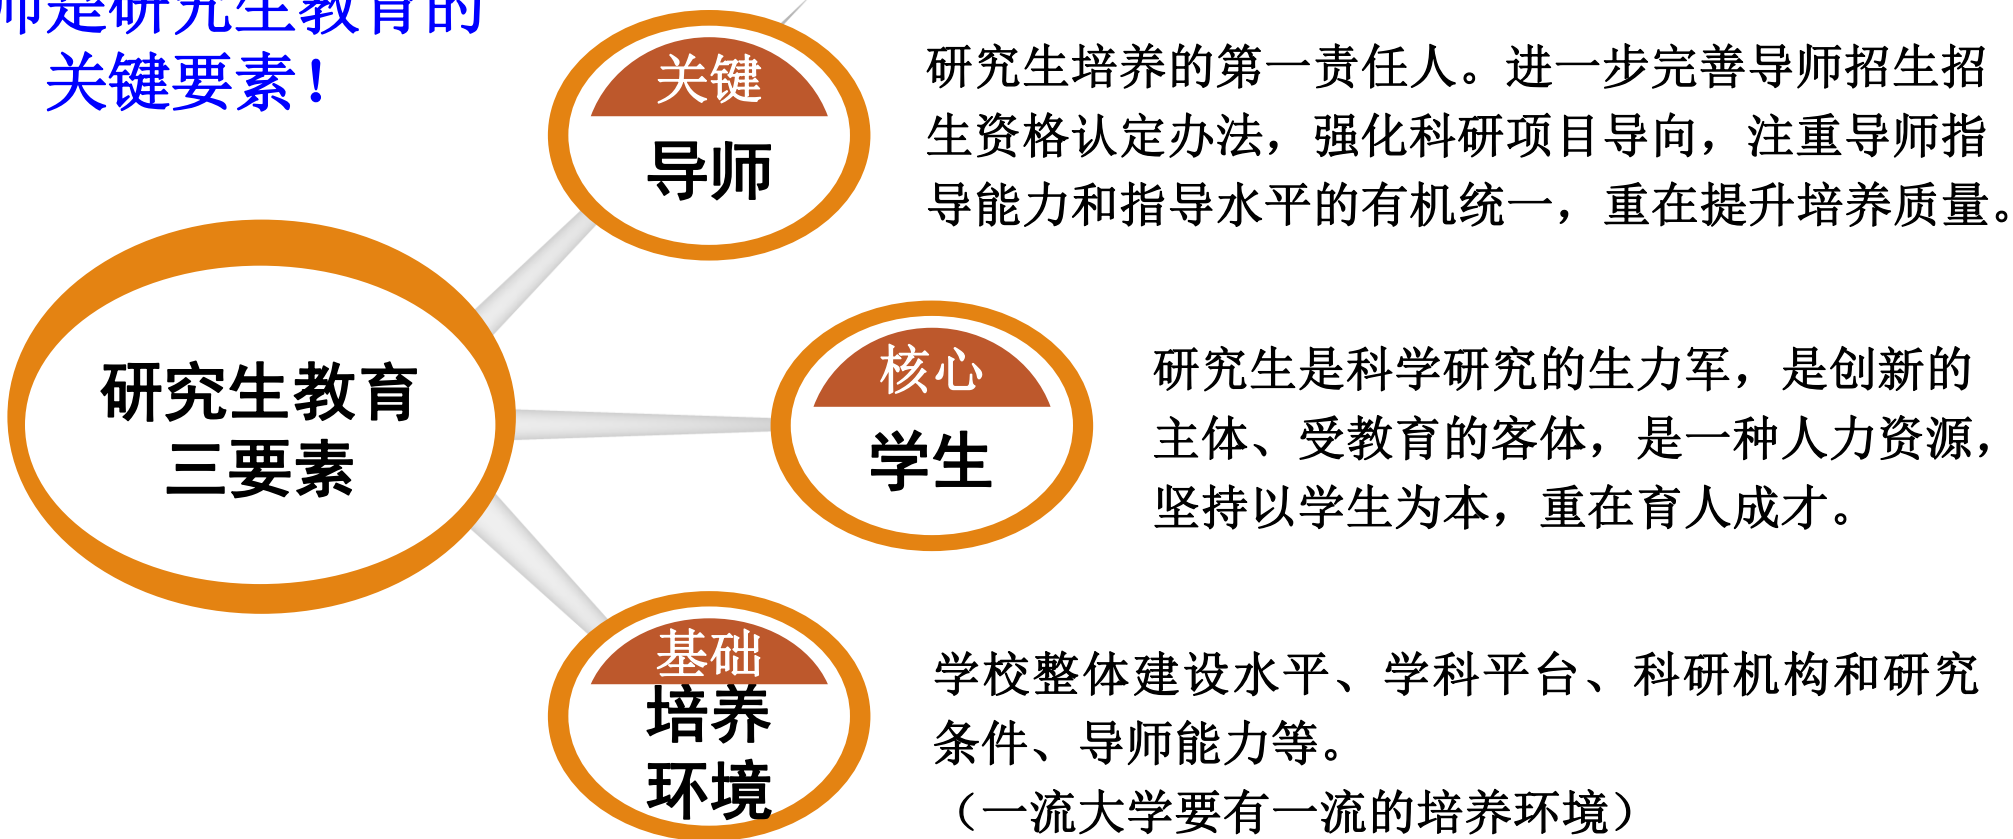 师是研究生教育的
关键要素！
关键
导师
研究生培养的第一责任人。进一步完善导师招生招
生资格认定办法，强化科研项目导向，注重导师指
导能力和指导水平的有机统一，重在提升培养质量。
研究生教育
三要素
核心
学生
研究生是科学研究的生力军，是创新的
主体、受教育的客体，是一种人力资源，
坚持以学生为本，重在育人成才。
基础
培养
环境
学校整体建设水平、学科平台、科研机构和研究
条件、导师能力等。
（一流大学要有一流的培养环境）